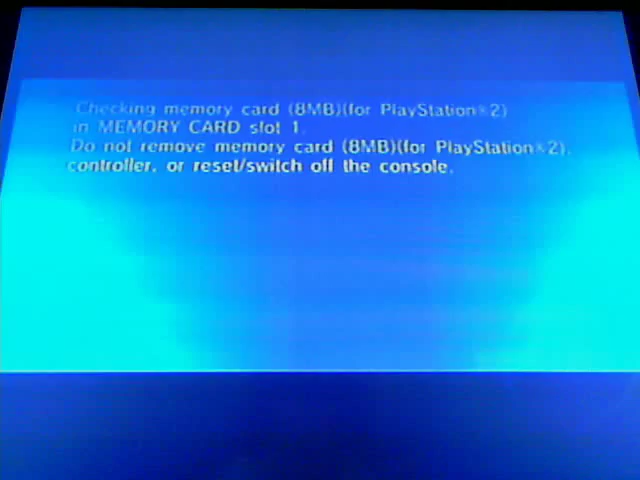 Checking memory card (8MB)(for PlayStation®2)
in MEMORY CARD slot 1.
Do not remove memory card (8MB)(for PlayStation®2),
controller, or reset/switch off the console.